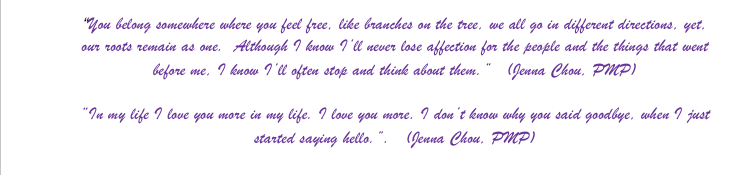 “You belong somewhere where you feel free, like branches on the tree, we all go in different directions, yet,
our roots remain as one. Although I know I’ll never lose affection for the people and the things that went
before me, I know I’ll often stop and think about them.” (Jenna Chou, PMP)
“In my life I love you more in my life, I love you more. I don’t know why you said goodbye, when I just
started saying hello.”. (Jenna Chou, PMP)